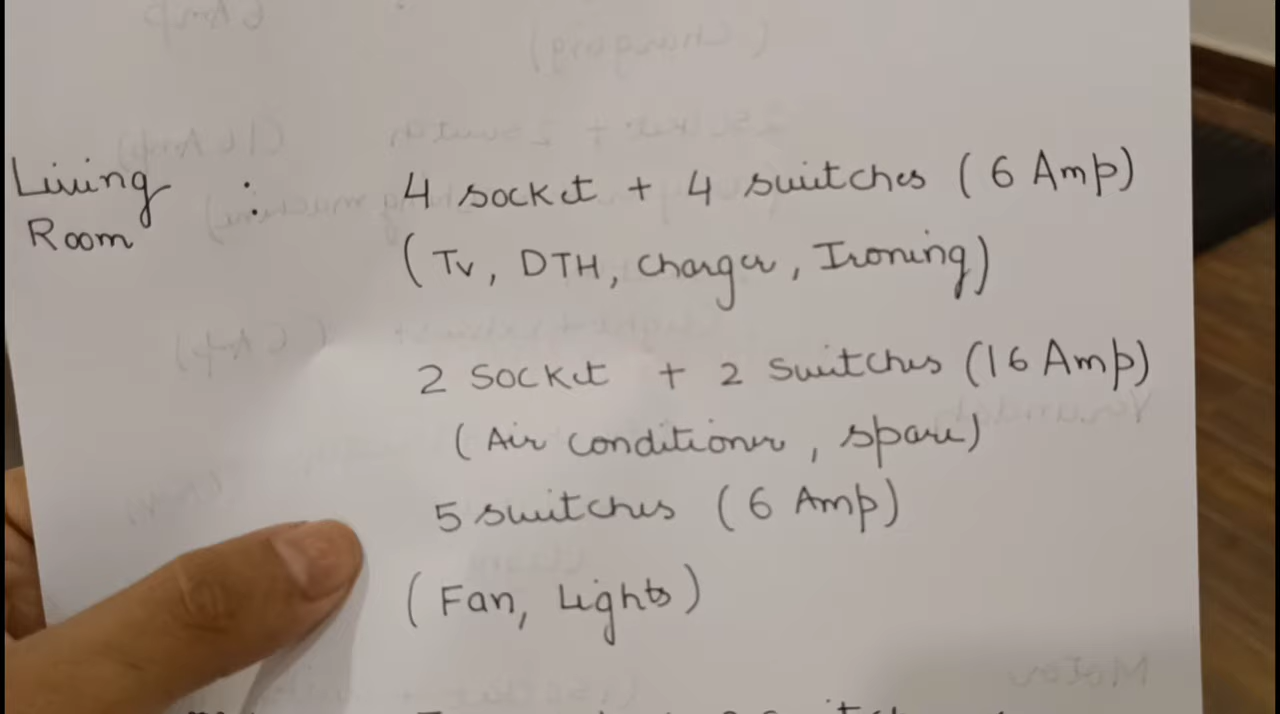 Living Room : 4 socket + 4 switches (6 Amp)
(Tv, DTH, Charger, Ironing)
2 Socket + 2 switches (16 Amp)
(Air conditioner, spare)
5 switches (6 Amp)
(Fan, Lights)